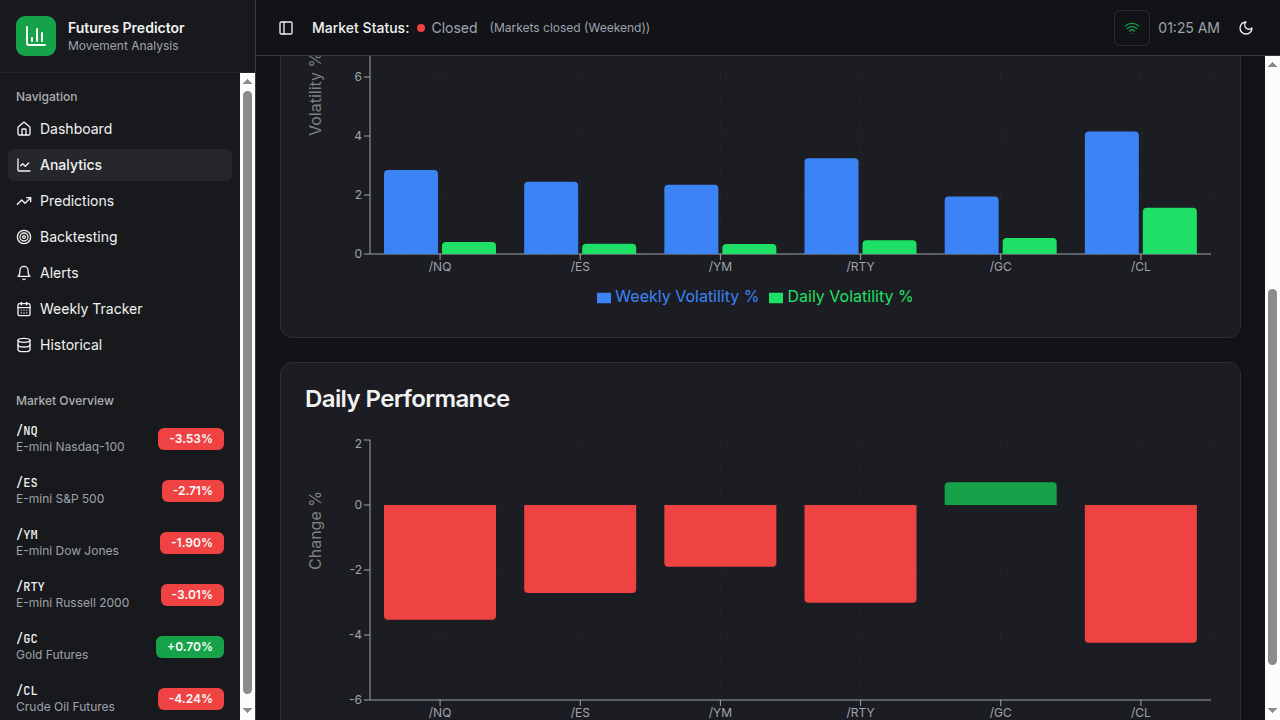 Futures Predictor
Movement Analysis
Market Status: Closed (Markets closed (Weekend))
01:25 AM
Navigation
Dashboard
Analytics
Predictions
Backtesting
Alerts
Weekly Tracker
Historical
Market Overview
/NQ
E-mini Nasdaq-100
-3.53%
/ES
E-mini S&P 500
-2.71%
/YM
E-mini Dow Jones
-1.90%
/RTY
E-mini Russell 2000
-3.01%
/GC
Gold Futures
+0.70%
/CL
Crude Oil Futures
-4.24%
Volatility %
6
4
2
0
/NQ /ES /YM /RTY /GC /CL
Weekly Volatility % Daily Volatility %
Daily Performance
Change %
2
0
-2
-4
-6
/NQ /ES /YM /RTY /GC /CL